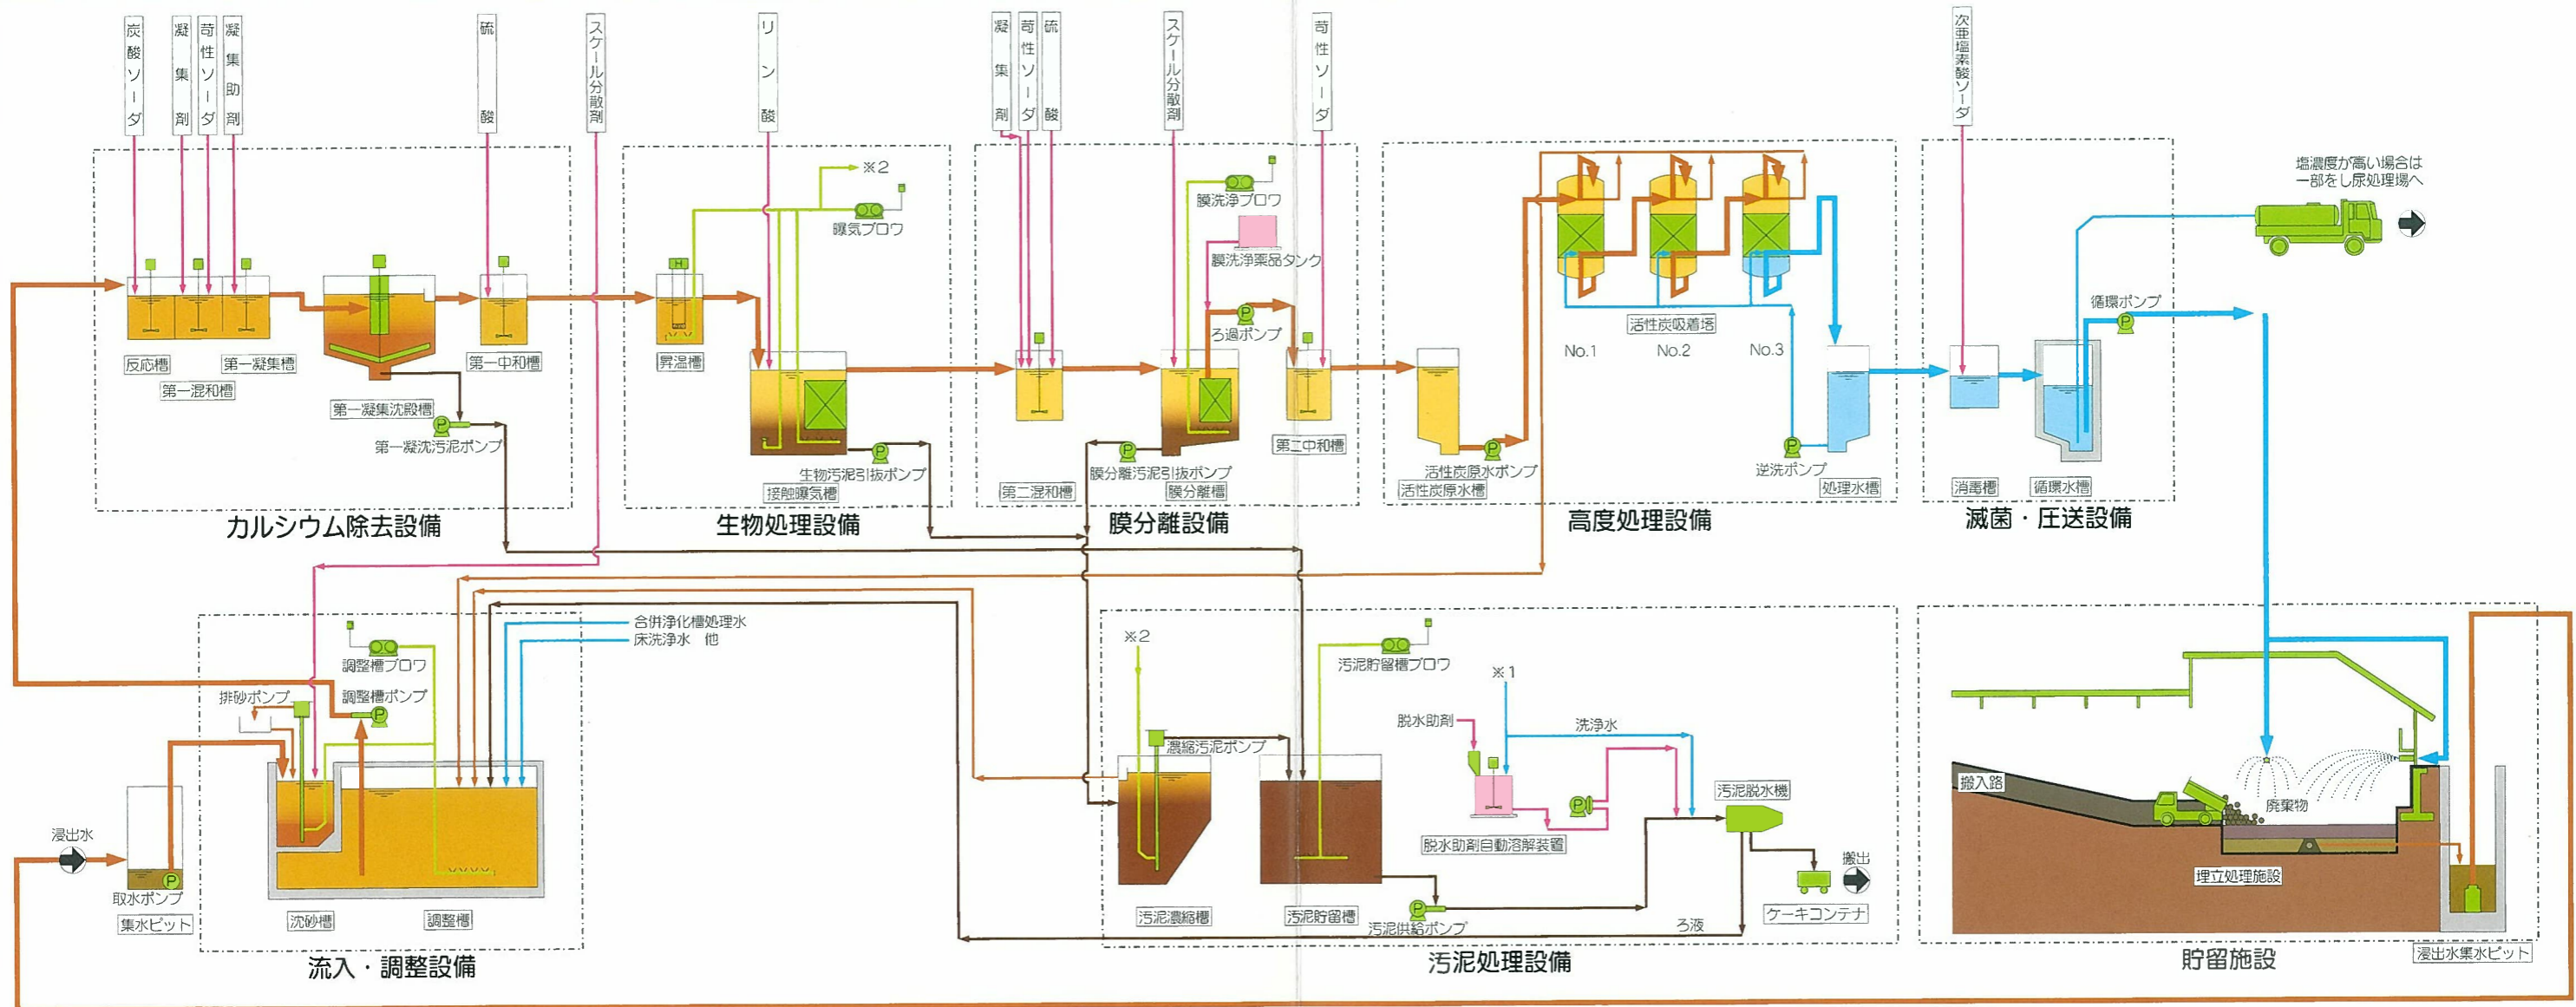 炭酸ソーダ
凝集剤
苛性ソーダ
凝集助剤
硫酸
スケール分散剤
リン酸
凝集剤
苛性ソーダ
硫酸
スケール分散剤
苛性ソーダ
次亜塩素酸ソーダ
反応槽
第一混和槽
第一凝集槽
第一凝集沈殿槽
第一凝沈汚泥ポンプ
P
第一中和槽
カルシウム除去設備
※2
曝気ブロワ
H
昇温槽
生物汚泥引抜ポンプ
P
接触曝気槽
生物処理設備
膜洗浄ブロワ
膜洗浄薬品タンク
P
ろ過ポンプ
P
膜分離汚泥引抜ポンプ
第二混和槽
膜分離槽
第二中和槽
膜分離設備
活性炭吸着塔
No.1
No.2
No.3
P
活性炭原水ポンプ
活性炭原水槽
P
逆洗ポンプ
処理水槽
高度処理設備
循環ポンプ
P
消毒槽
循環水槽
滅菌・圧送設備
塩濃度が高い場合は
一部をし尿処理場へ
合併浄化槽処理水
床洗浄水 他
調整槽ブロワ
排砂ポンプ
調整槽ポンプ
P
浸出水
P
取水ポンプ
集水ピット
沈砂槽
調整槽
流入・調整設備
※2
濃縮汚泥ポンプ
汚泥貯留槽ブロワ
※1
脱水助剤
洗浄水
P
脱水助剤自動溶解装置
汚泥脱水機
搬出
ケーキコンテナ
汚泥濃縮槽
汚泥貯留槽
P
汚泥供給ポンプ
ろ液
汚泥処理設備
搬入路
廃棄物
埋立処理施設
浸出水集水ピット
貯留施設